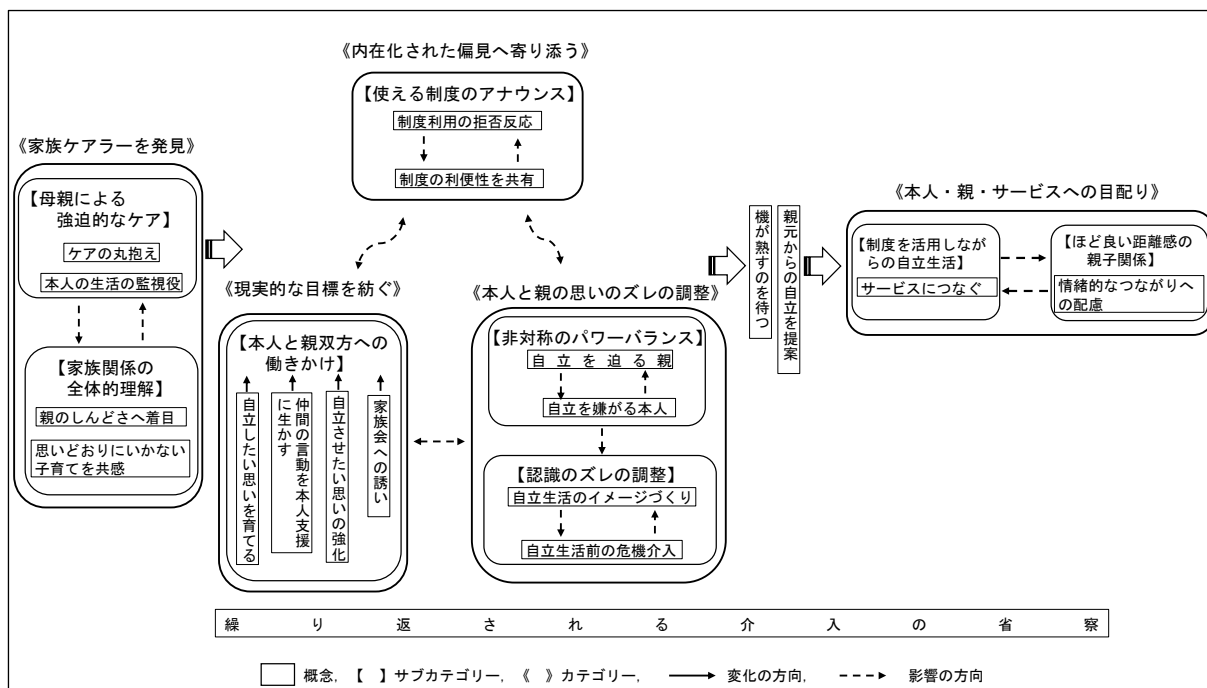 《家族ケアラーを発見》
【母親による
強迫的なケア】
ケアの丸抱え
本人の生活の監視役
【家族関係の
全体的理解】
親のしんどさへ着目
思いどおりにいかない
子育てを共感
《内在化された偏見へ寄り添う》
【使える制度のアナウンス】
制度利用の拒否反応
制度の利便性を共有
《現実的な目標を紡ぐ》
【本人と親双方への
働きかけ】
自立したい思いを育てる
仲間の言動を本人支援
に生かす
自立させたい思いの強化
家族会への誘い
《本人と親の思いのズレの調整》
【非対称のパワーバランス】
自立を迫る親
自立を嫌がる本人
【認識のズレの調整】
自立生活のイメージづくり
自立生活前の危機介入
機が熟すのを待つ
親元からの自立を提案
《本人・親・サービスへの目配り》
【制度を活用しなが
らの自立生活】
サービスにつなぐ
【ほど良い距離感の
親子関係】
情緒的なつながりへ
の配慮
繰り返される介入の省察
概念，【　】サブカテゴリー，《　》カテゴリー，変化の方向，影響の方向